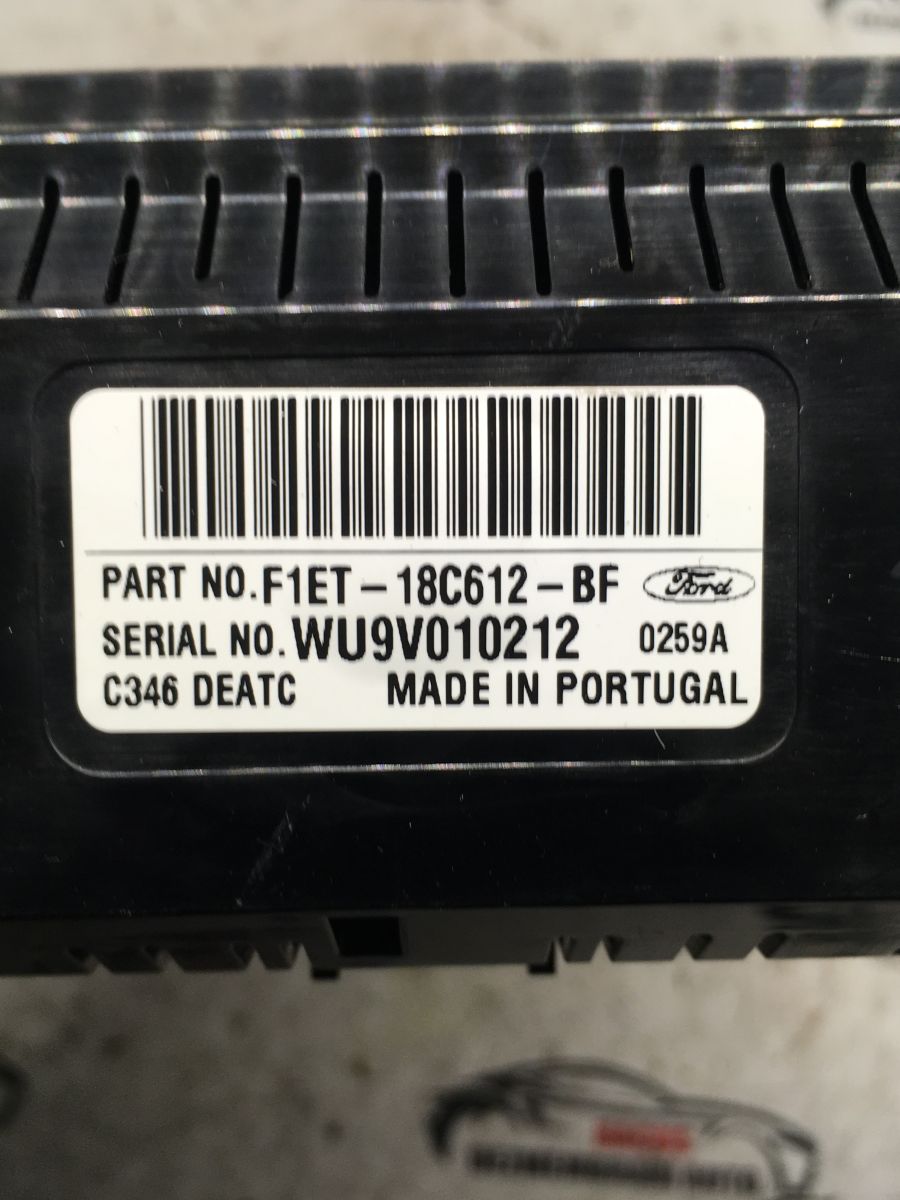 PART NO. F1ET-18C612-BF Ford
SERIAL NO. WU9V010212 0259A
C346 DEATC MADE IN PORTUGAL